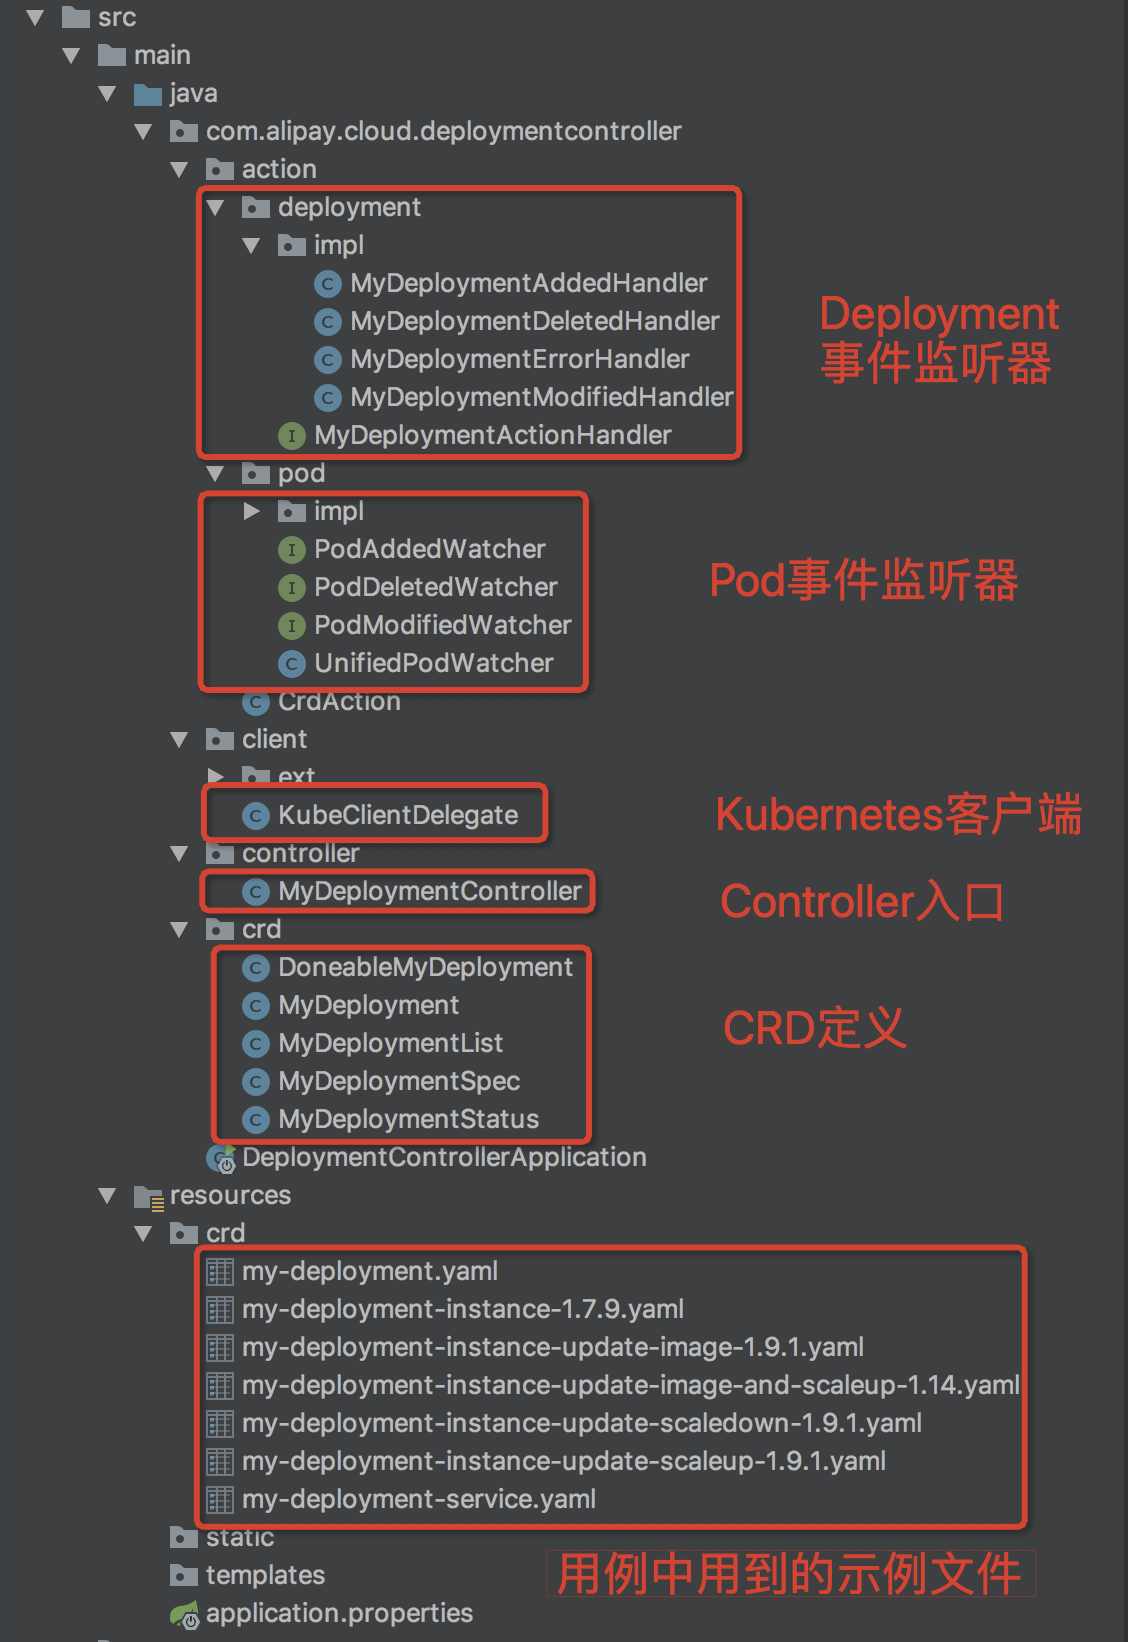 src
main
java
com.alipay.cloud.deploymentcontroller
action
deployment
impl
MyDeploymentAddedHandler
MyDeploymentDeletedHandler
MyDeploymentErrorHandler
MyDeploymentModifiedHandler
MyDeploymentActionHandler
Deployment
事件监听器
pod
impl
PodAddedWatcher
PodDeletedWatcher
PodModifiedWatcher
UnifiedPodWatcher
Pod事件监听器
CrdAction
client
ext
KubeClientDelegate
Kubernetes客户端
controller
MyDeploymentController
Controller入口
crd
DoneableMyDeployment
MyDeployment
MyDeploymentList
MyDeploymentSpec
MyDeploymentStatus
CRD定义
DeploymentControllerApplication
resources
crd
my-deployment.yaml
my-deployment-instance-1.7.9.yaml
my-deployment-instance-update-image-1.9.1.yaml
my-deployment-instance-update-image-and-scaleup-1.14.yaml
my-deployment-instance-update-scaledown-1.9.1.yaml
my-deployment-instance-update-scaleup-1.9.1.yaml
my-deployment-service.yaml
static
用例中用到的示例文件
templates
application.properties